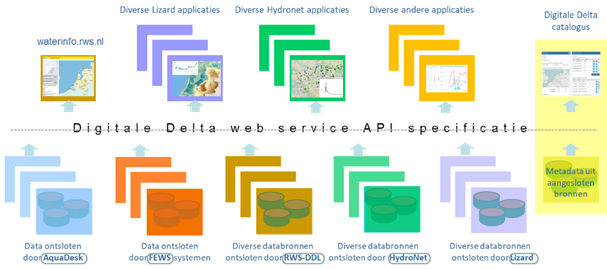 Diverse Lizard applicaties
Diverse Hydronet applicaties
Diverse andere applicaties
Digitale Delta
catalogus
waterinfo.rws.nl
Digitale Delta web service API specificatie
Metadata uit
aangesloten
bronnen
Data ontsloten
door AquaDesk
Data ontsloten
door FEWS systemen
Diverse databronnen
ontsloten door RWS-DDL
Diverse databronnen
ontsloten door HydroNet
Diverse databronnen
ontsloten door Lizard